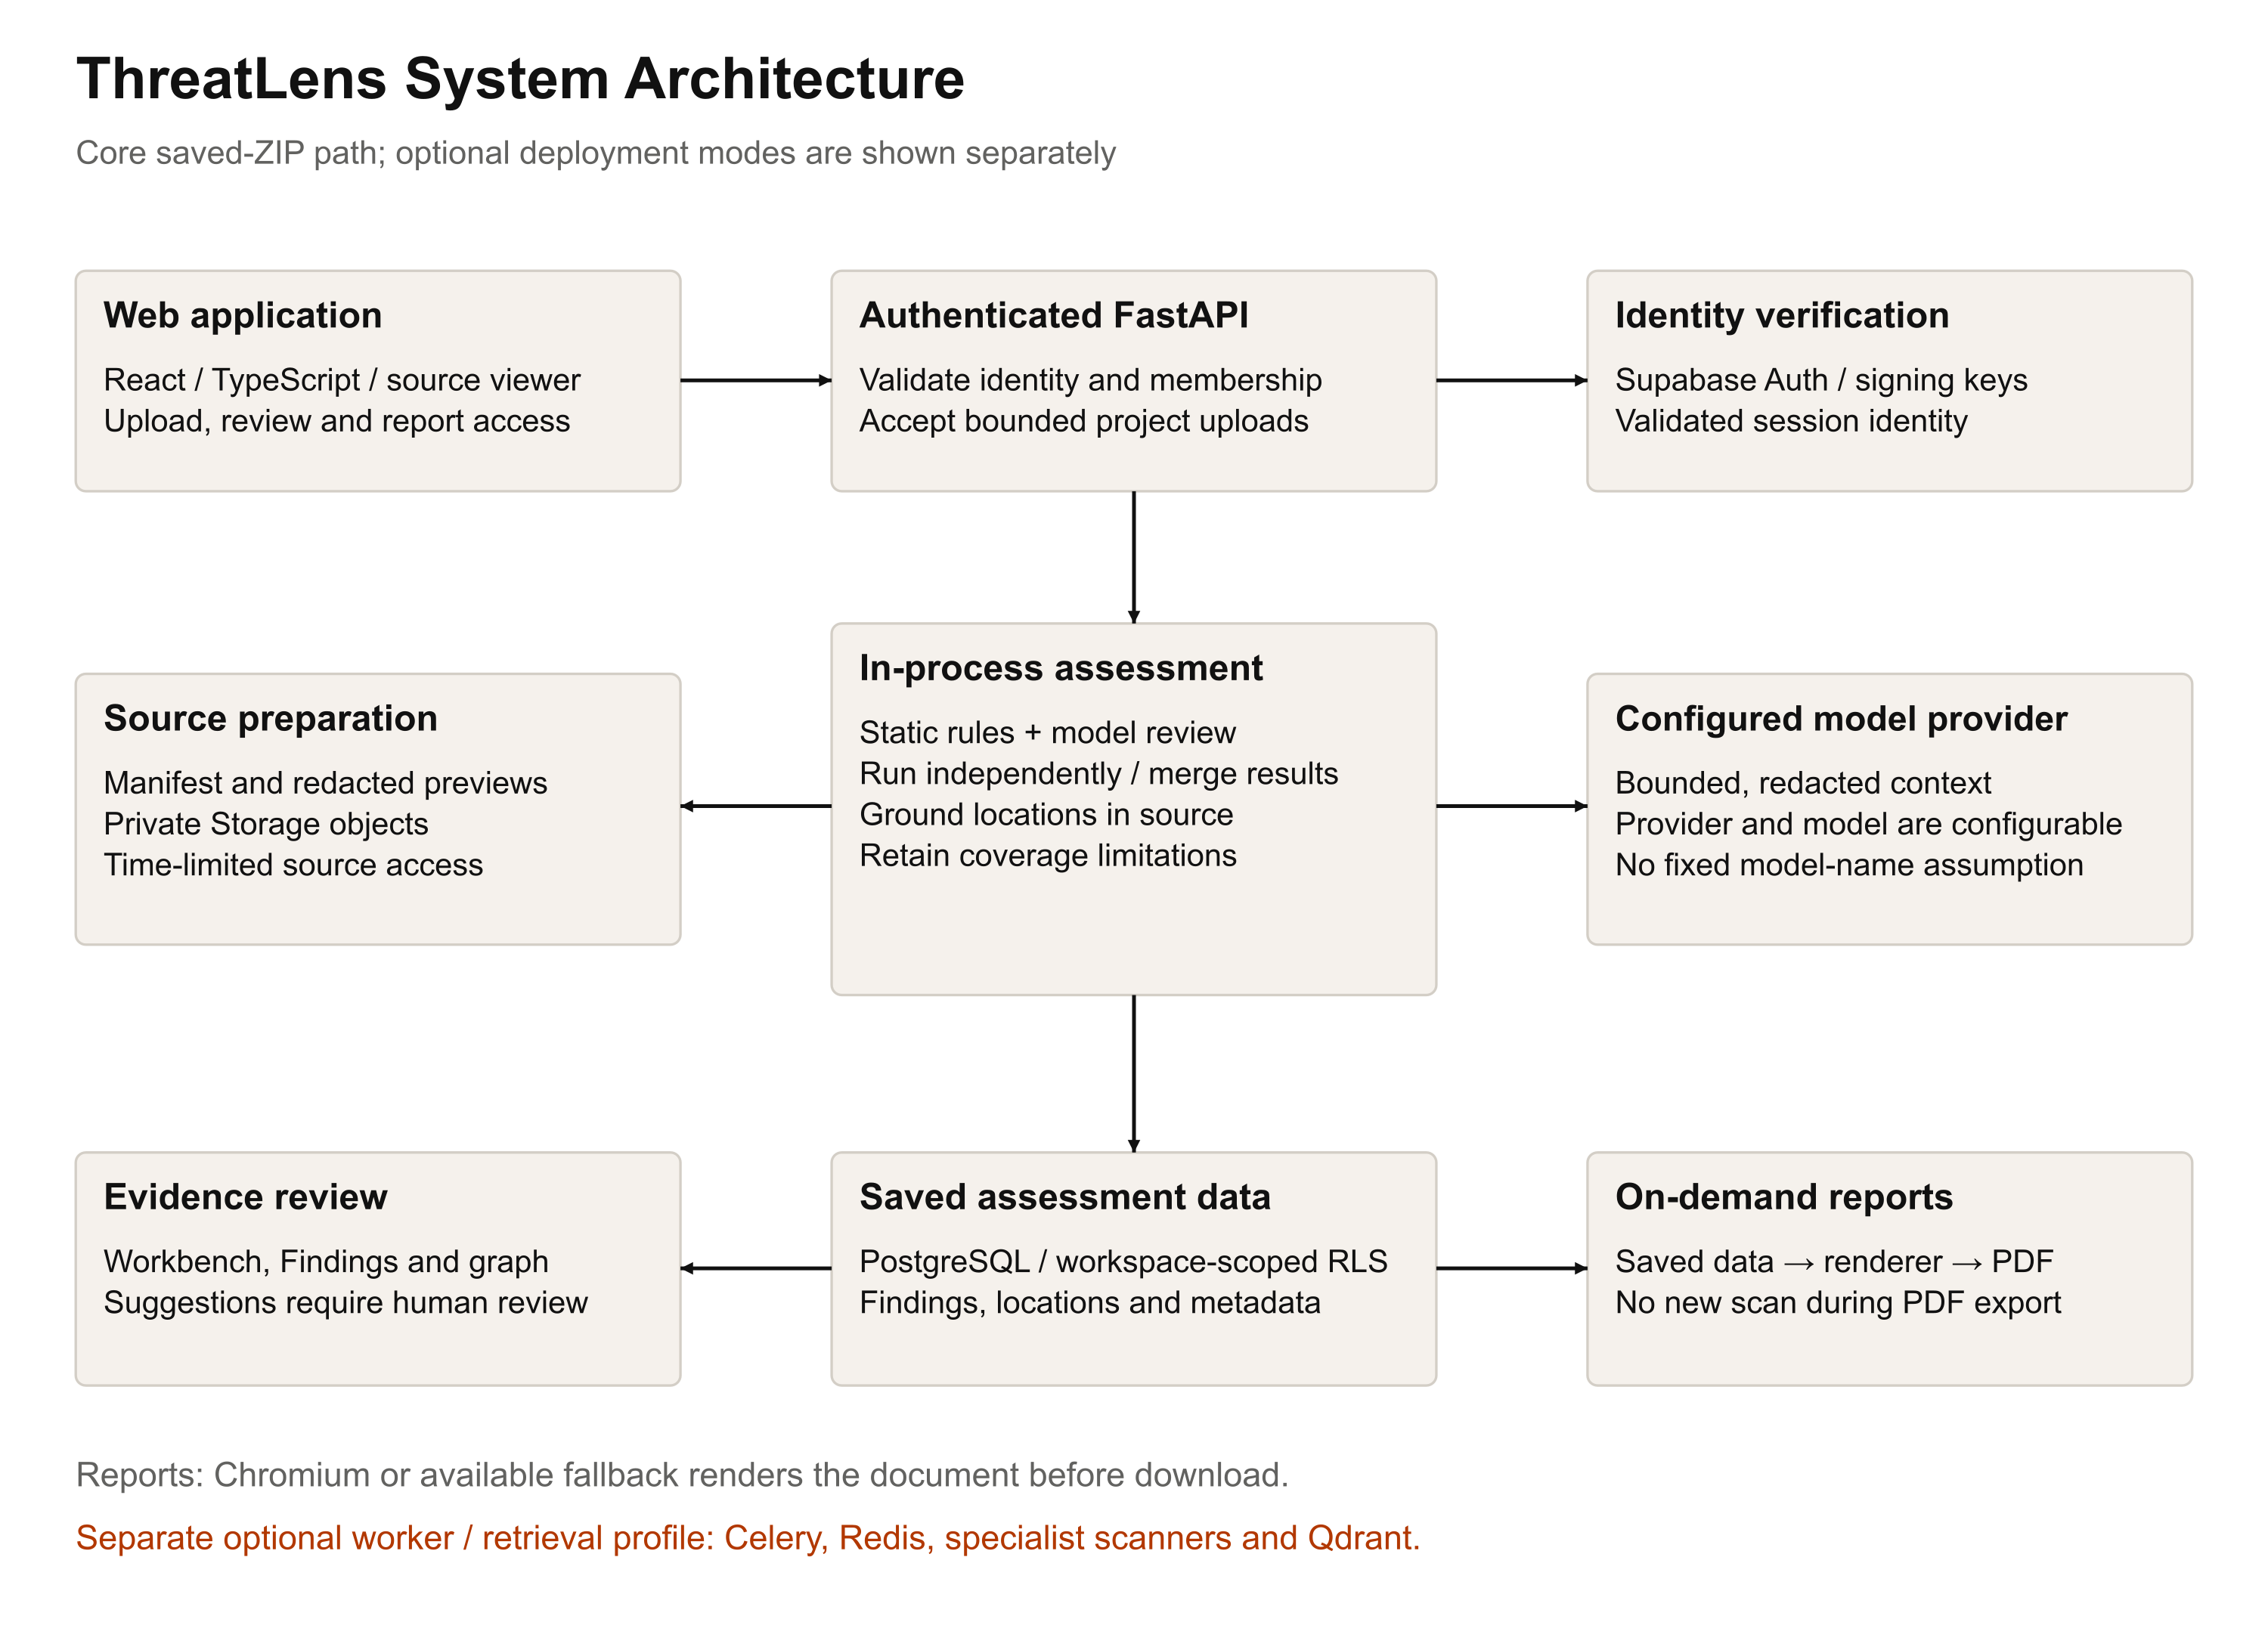 ThreatLens System Architecture
Core saved-ZIP path; optional deployment modes are shown separately
Web application
React / TypeScript / source viewer
Upload, review and report access
Authenticated FastAPI
Validate identity and membership
Accept bounded project uploads
Identity verification
Supabase Auth / signing keys
Validated session identity
Source preparation
Manifest and redacted previews
Private Storage objects
Time-limited source access
In-process assessment
Static rules + model review
Run independently / merge results
Ground locations in source
Retain coverage limitations
Configured model provider
Bounded, redacted context
Provider and model are configurable
No fixed model-name assumption
Evidence review
Workbench, Findings and graph
Suggestions require human review
Saved assessment data
PostgreSQL / workspace-scoped RLS
Findings, locations and metadata
On-demand reports
Saved data → renderer → PDF
No new scan during PDF export
Reports: Chromium or available fallback renders the document before download.
Separate optional worker / retrieval profile: Celery, Redis, specialist scanners and Qdrant.